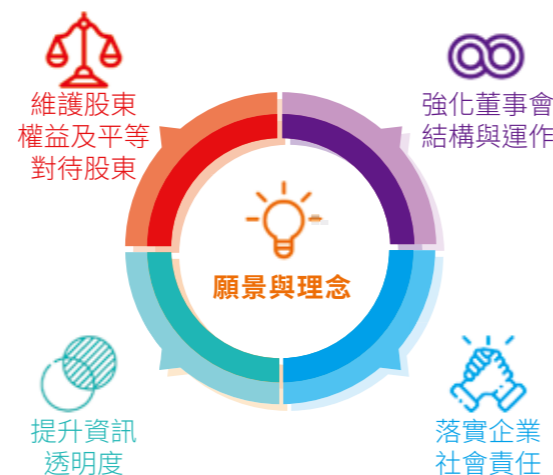 維護股東
權益及平等
對待股東
強化董事會
結構與運作
願景與理念
提升資訊
透明度
落實企業
社會責任